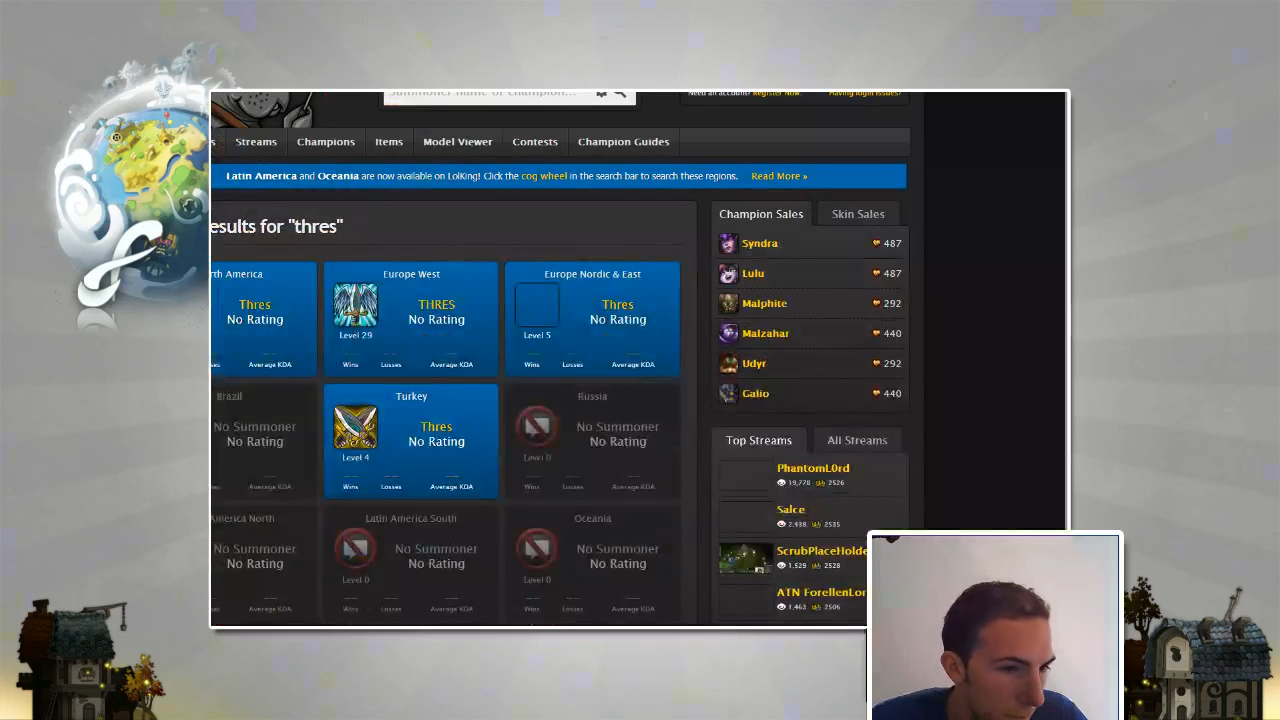 summoner name or champion...
Need an account? Register Now. Having login issues?
Streams Champions Items Model Viewer Contests Champion Guides
Latin America and Oceania are now available on LolKing! Click the cog wheel in the search bar to search these regions. Read More »
esults for "thres"
rth America
Thres
No Rating
Average KDA
Europe West
THRES
No Rating
Level 29
Wins Losses Average KDA
Europe Nordic & East
Thres
No Rating
Level 5
Wins Losses Average KDA
Brazil
No Summoner
No Rating
Average KDA
Turkey
Thres
No Rating
Level 4
Wins Losses Average KDA
Russia
No Summoner
No Rating
Level 0
Wins Losses Average KDA
America North
No Summoner
No Rating
Average KDA
Latin America South
No Summoner
No Rating
Level 0
Wins Losses Average KDA
Oceania
No Summoner
No Rating
Level 0
Wins Losses Average KDA
Champion Sales Skin Sales
Syndra 487
Lulu 487
Malphite 292
Malzahar 440
Udyr 292
Galio 440
Top Streams All Streams
PhantomL0rd
19,778 2526
Salce
2,438 2535
ScrubPlaceHolde
1,529 2528
ATN ForellenLor
1,463 2506